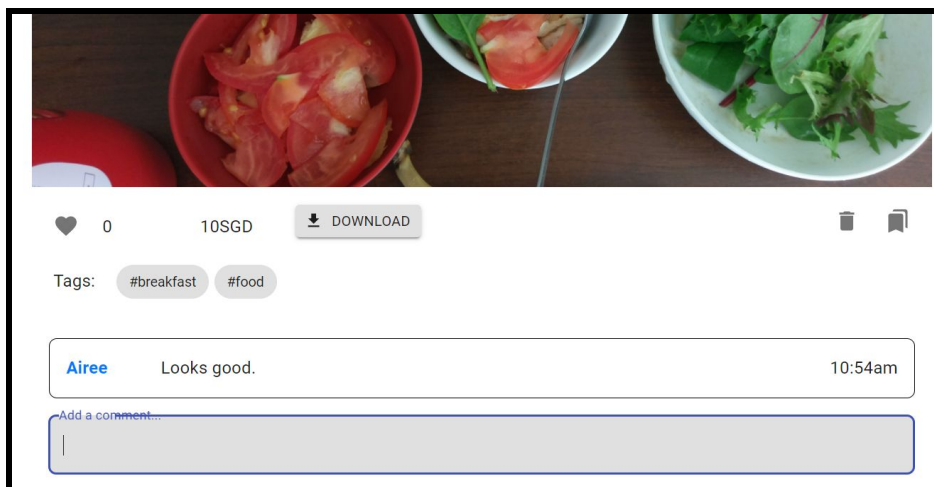 0 10SGD DOWNLOAD
Tags: #breakfast #food
Airee Looks good. 10:54am
Add a comment...